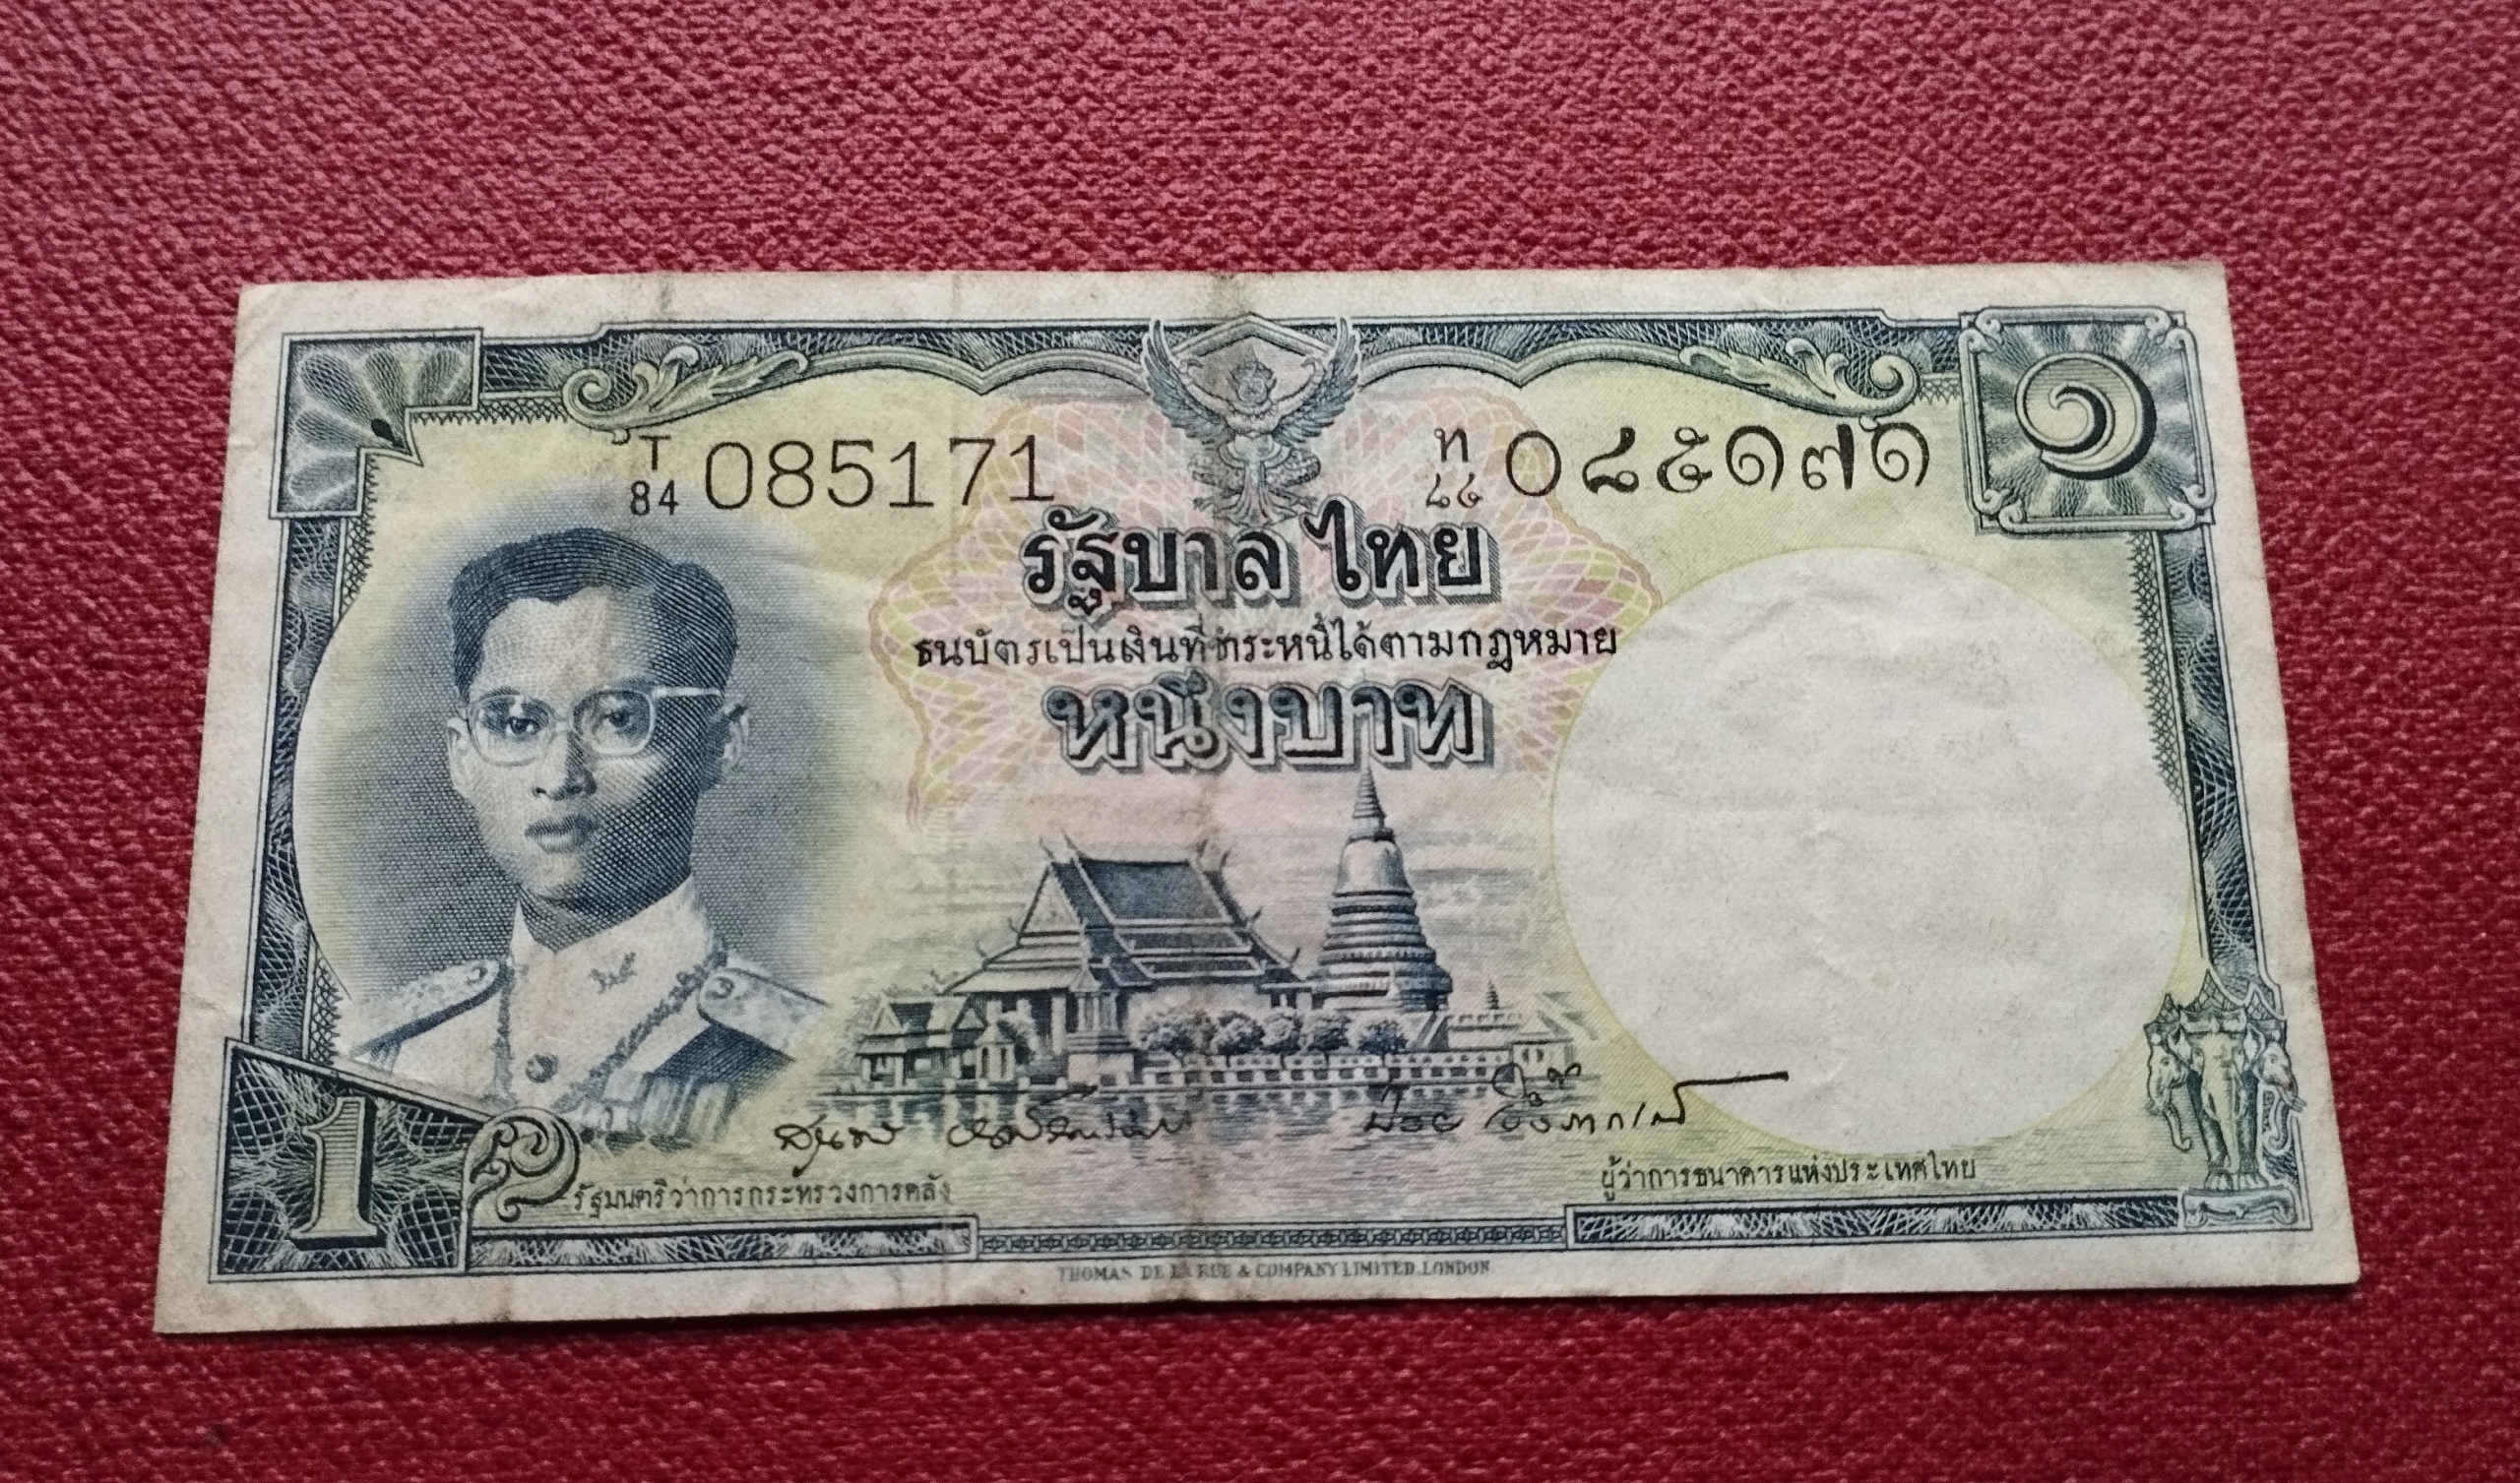 ๑
T
84 085171
ท
๘๔ ๐๘๕๑๗๑
รัฐบาลไทย
ธนบัตรเป็นเงินที่ชำระหนี้ได้ตามกฎหมาย
หนึ่งบาท
รัฐมนตรีว่าการกระทรวงการคลัง
ผู้ว่าการธนาคารแห่งประเทศไทย
1
THOMAS DE LA RUE & COMPANY LIMITED. LONDON